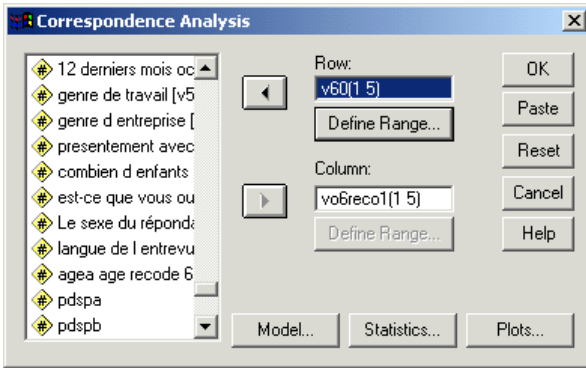 Correspondence Analysis
12 derniers mois oc
genre de travail [v5
genre d entreprise [
presentement avec
combien d enfants
est-ce que vous ou
Le sexe du réponda
langue de l entrevu
agea age recode 6
pdspa
pdspb
Row:
v60(1 5)
Define Range...
Column:
vo6reco1(1 5)
Define Range...
OK
Paste
Reset
Cancel
Help
Model...
Statistics...
Plots...